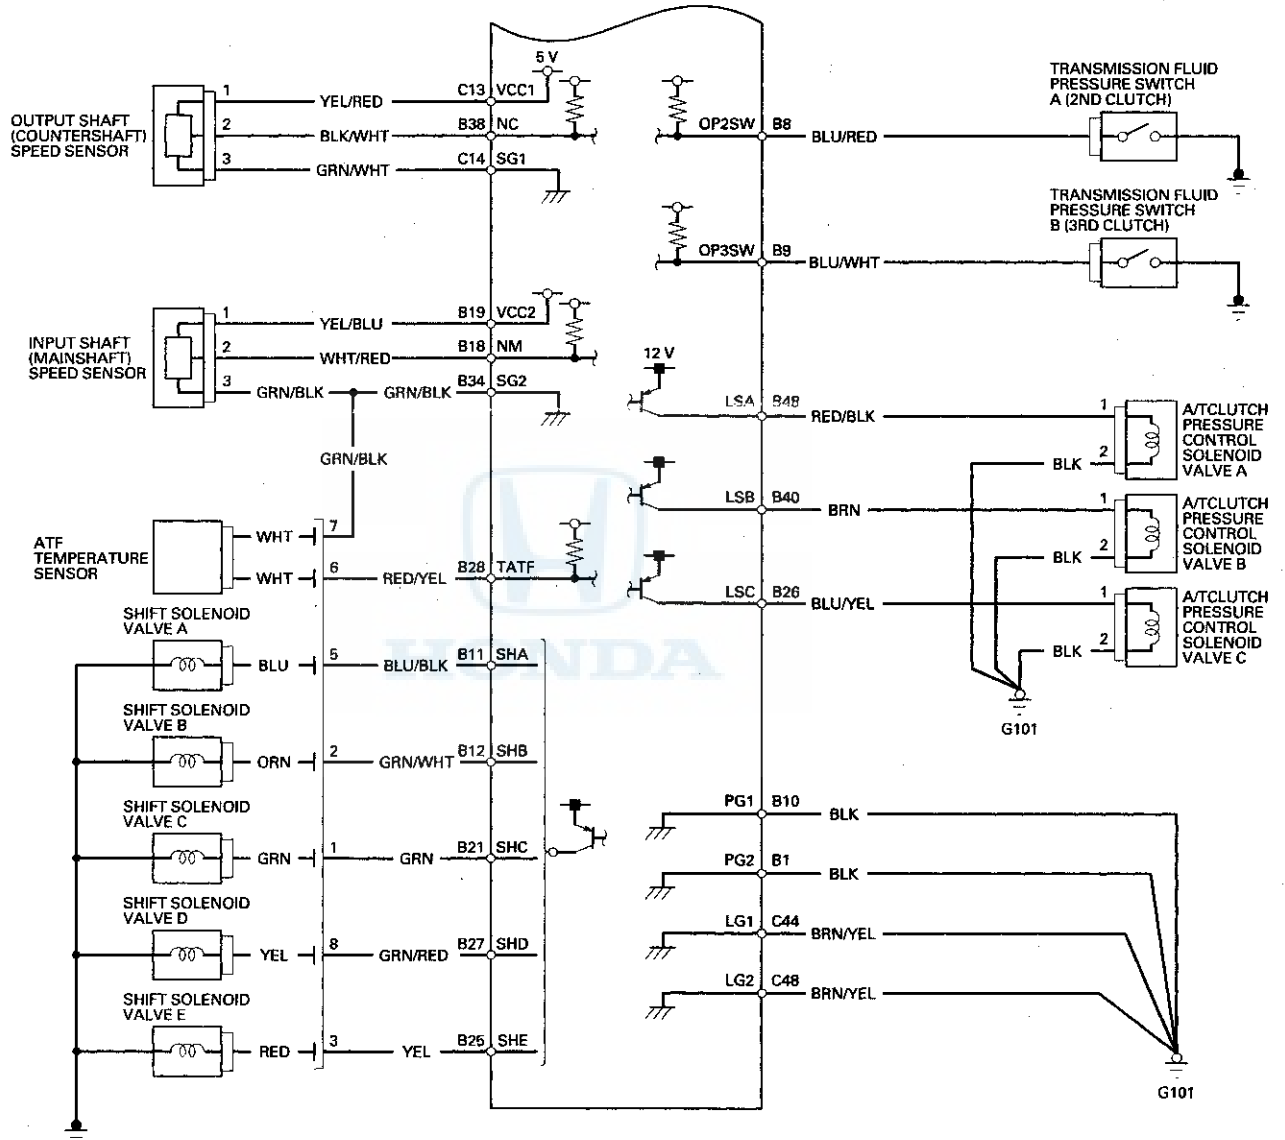 5 V
OUTPUT SHAFT
(COUNTERSHAFT)
SPEED SENSOR
1 YEL/RED C13 VCC1
2 BLK/WHT B38 NC
3 GRN/WHT C14 SG1
OP2SW B8 BLU/RED
TRANSMISSION FLUID
PRESSURE SWITCH
A (2ND CLUTCH)
OP3SW B9 BLU/WHT
TRANSMISSION FLUID
PRESSURE SWITCH
B (3RD CLUTCH)
INPUT SHAFT
(MAINSHAFT)
SPEED SENSOR
1 YEL/BLU B19 VCC2
2 WHT/RED B18 NM
3 GRN/BLK GRN/BLK B34 SG2
GRN/BLK
12 V
LSA B48 RED/BLK 1
BLK 2
A/TCLUTCH
PRESSURE
CONTROL
SOLENOID
VALVE A
LSB B40 BRN 1
BLK 2
A/TCLUTCH
PRESSURE
CONTROL
SOLENOID
VALVE B
LSC B26 BLU/YEL 1
BLK 2
A/TCLUTCH
PRESSURE
CONTROL
SOLENOID
VALVE C
G101
HONDA
ATF
TEMPERATURE
SENSOR
WHT 7
WHT 6 RED/YEL B28 TATF
SHIFT SOLENOID
VALVE A
BLU 5 BLU/BLK B11 SHA
SHIFT SOLENOID
VALVE B
ORN 2 GRN/WHT B12 SHB
SHIFT SOLENOID
VALVE C
GRN 1 GRN B21 SHC
SHIFT SOLENOID
VALVE D
YEL 8 GRN/RED B27 SHD
SHIFT SOLENOID
VALVE E
RED 3 YEL B25 SHE
PG1 B10 BLK
PG2 B1 BLK
LG1 C44 BRN/YEL
LG2 C48 BRN/YEL
G101